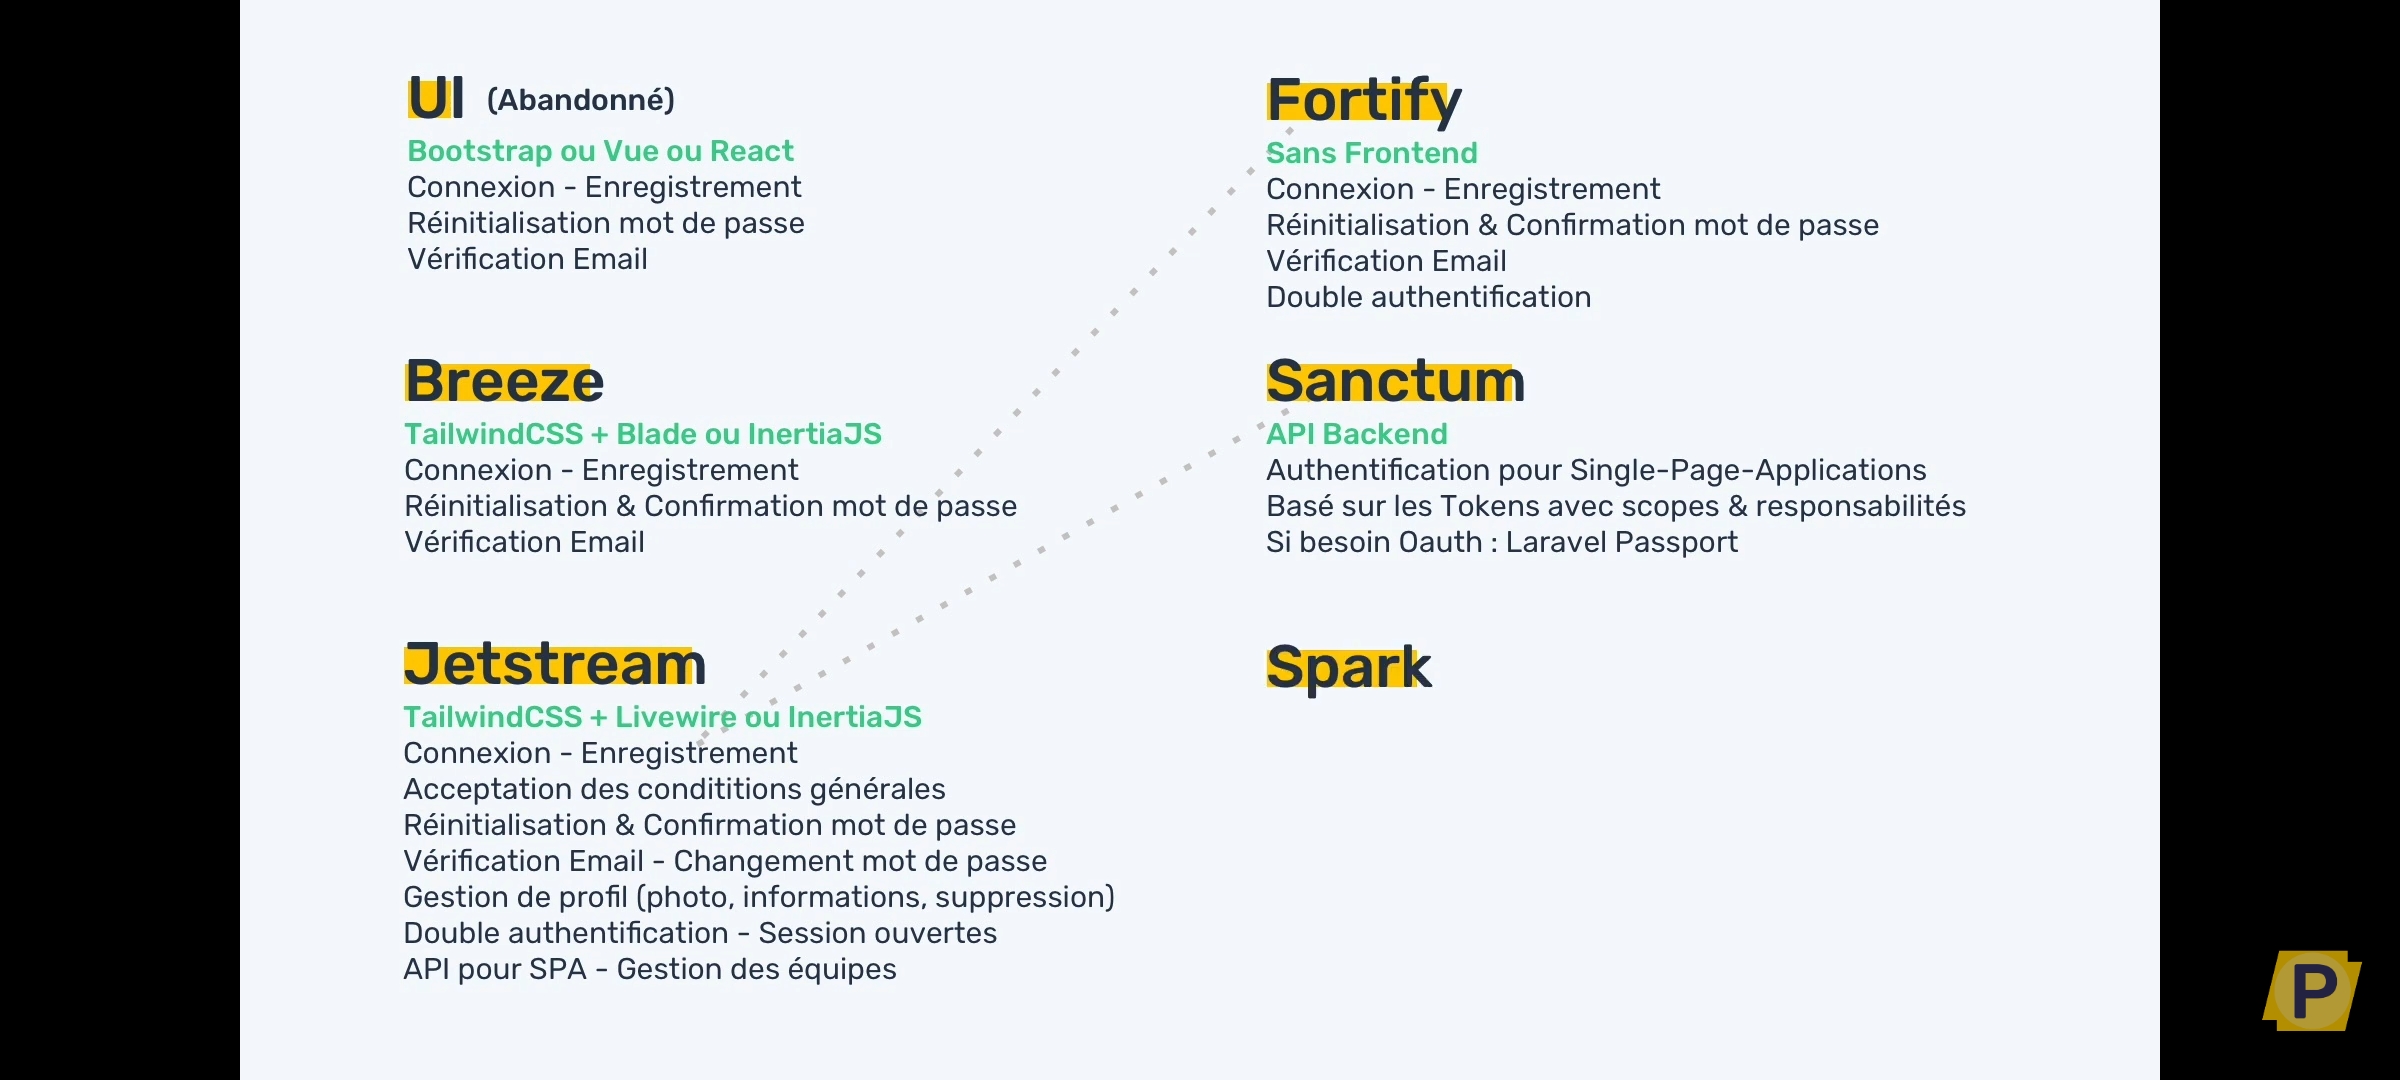 UI (Abandonné)
Bootstrap ou Vue ou React
Connexion - Enregistrement
Réinitialisation mot de passe
Vérification Email
Breeze
TailwindCSS + Blade ou InertiaJS
Connexion - Enregistrement
Réinitialisation & Confirmation mot de passe
Vérification Email
Jetstream
TailwindCSS + Livewire ou InertiaJS
Connexion - Enregistrement
Acceptation des condititions générales
Réinitialisation & Confirmation mot de passe
Vérification Email - Changement mot de passe
Gestion de profil (photo, informations, suppression)
Double authentification - Session ouvertes
API pour SPA - Gestion des équipes
Fortify
Sans Frontend
Connexion - Enregistrement
Réinitialisation & Confirmation mot de passe
Vérification Email
Double authentification
Sanctum
API Backend
Authentification pour Single-Page-Applications
Basé sur les Tokens avec scopes & responsabilités
Si besoin Oauth : Laravel Passport
Spark
P